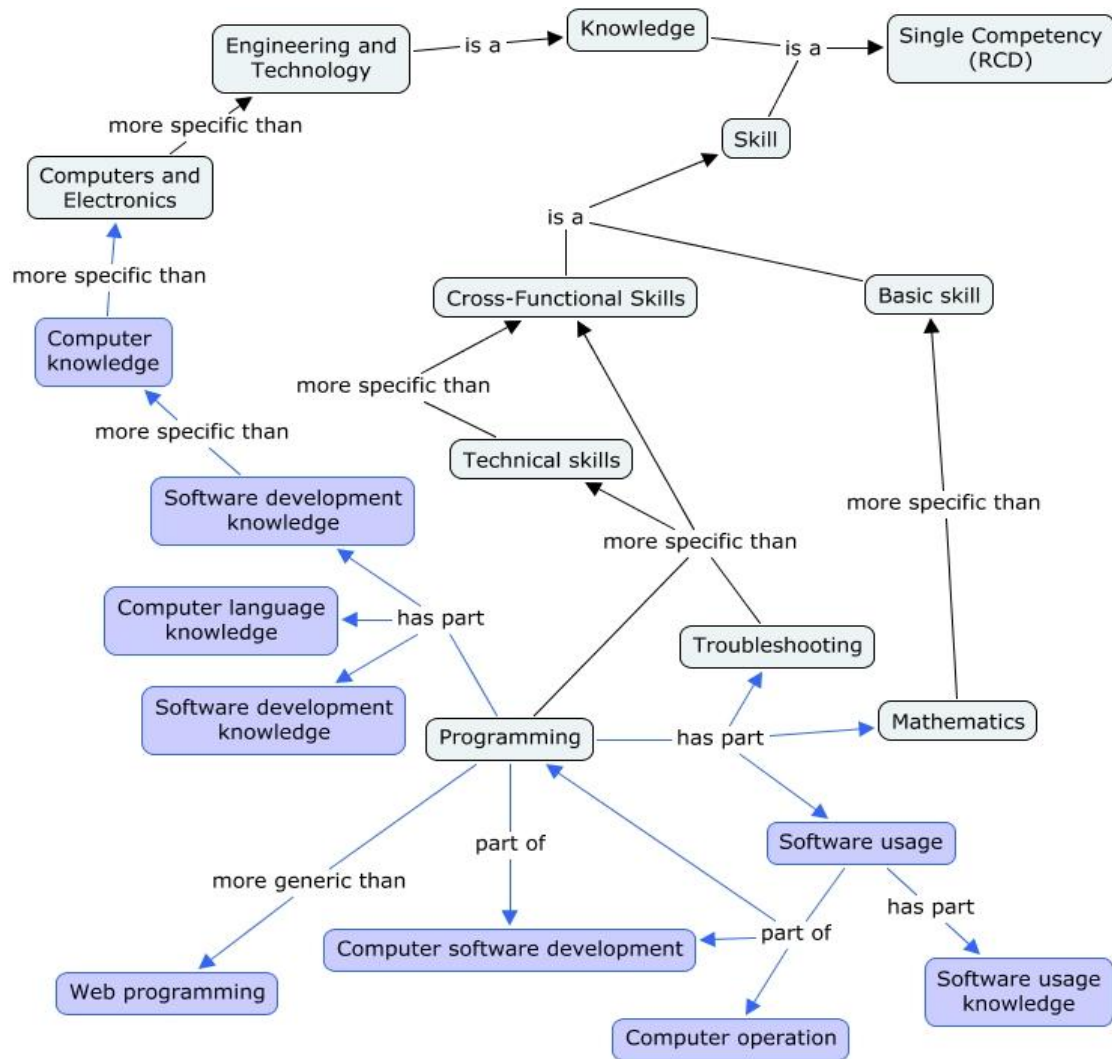 Engineering and
Technology
is a
Knowledge
is a
Single Competency
(RCD)
more specific than
Skill
Computers and
Electronics
is a
more specific than
Cross-Functional Skills
Basic skill
Computer
knowledge
more specific than
more specific than
Technical skills
Software development
knowledge
more specific than
more specific than
Computer language
knowledge
has part
Troubleshooting
Software development
knowledge
Programming
has part
Mathematics
part of
Software usage
more generic than
has part
Computer software development
part of
Web programming
Software usage
knowledge
Computer operation